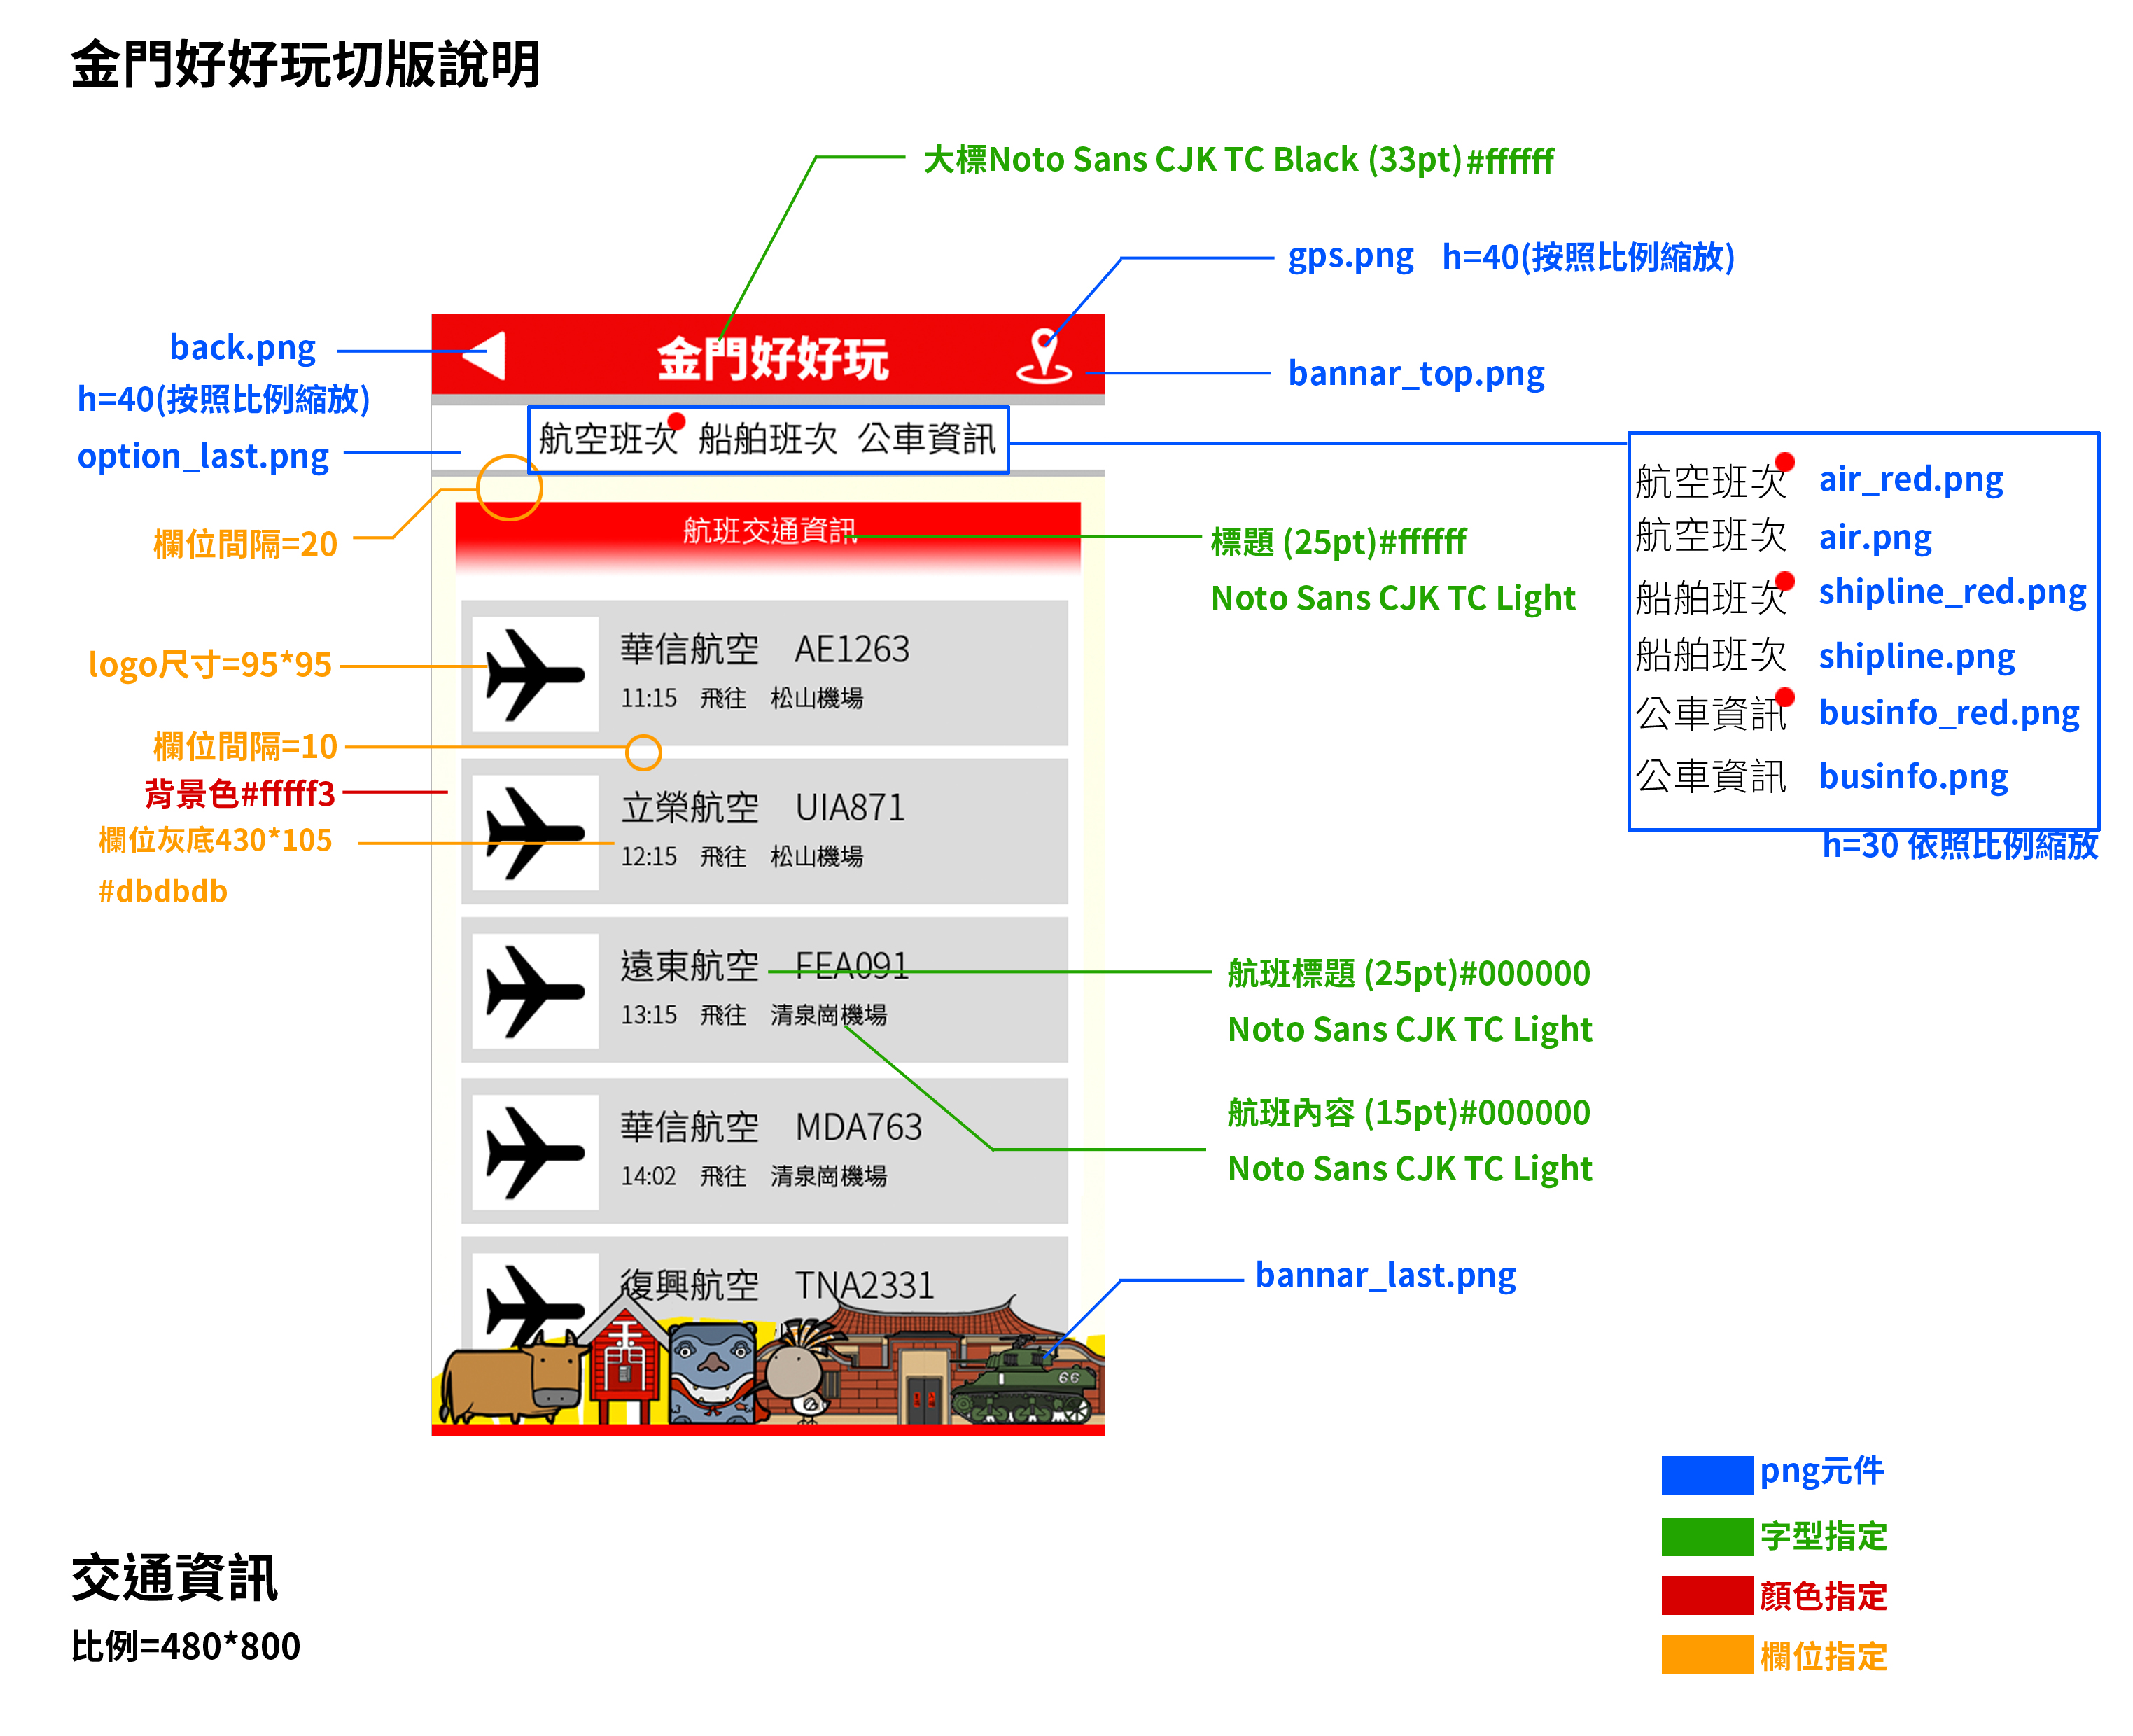 金門好好玩切版說明
大標Noto Sans CJK TC Black (33pt)#ffffff
gps.png h=40(按照比例縮放)
back.png
h=40(按照比例縮放)
option_last.png
欄位間隔=20
logo尺寸=95*95
欄位間隔=10
背景色#fffff3
欄位灰底430*105
#dbdbdb
金門好好玩
航空班次 船舶班次 公車資訊
航班交通資訊
華信航空 AE1263
11:15 飛往 松山機場
立榮航空 UIA871
12:15 飛往 松山機場
遠東航空 FEA091
13:15 飛往 清泉崗機場
華信航空 MDA763
14:02 飛往 清泉崗機場
復興航空 TNA2331
66
bannar_top.png
航空班次 air_red.png
航空班次 air.png
船舶班次 shipline_red.png
船舶班次 shipline.png
公車資訊 businfo_red.png
公車資訊 businfo.png
h=30 依照比例縮放
標題 (25pt)#ffffff
Noto Sans CJK TC Light
航班標題 (25pt)#000000
Noto Sans CJK TC Light
航班內容 (15pt)#000000
Noto Sans CJK TC Light
bannar_last.png
png元件
字型指定
顏色指定
欄位指定
交通資訊
比例=480*800